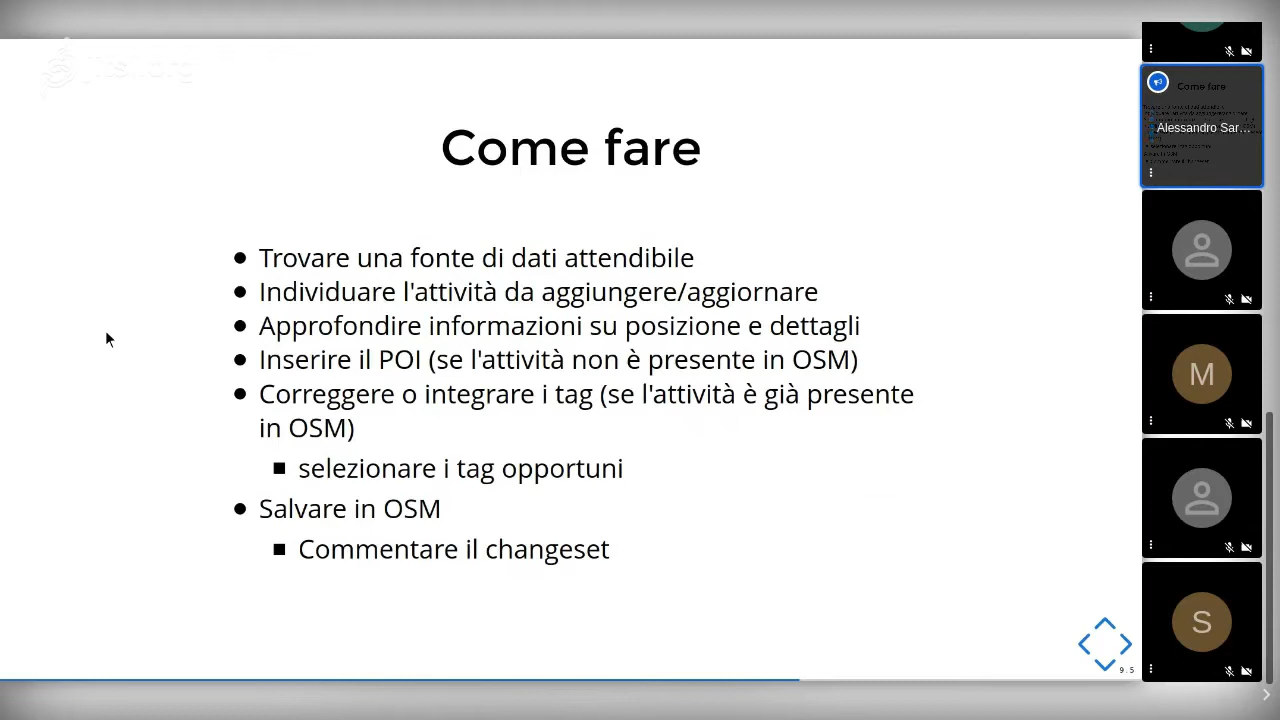 Come fare
Trovare una fonte di dati attendibile
Individuare l'attività da aggiungere/aggiornare
Approfondire informazioni su posizione e dettagli
Inserire il POI (se l'attività non è presente in OSM)
Correggere o integrare i tag (se l'attività è già presente
in OSM)
selezionare i tag opportuni
Salvare in OSM
Commentare il changeset
9.5
Come fare
Alessandro Sar...
M
S